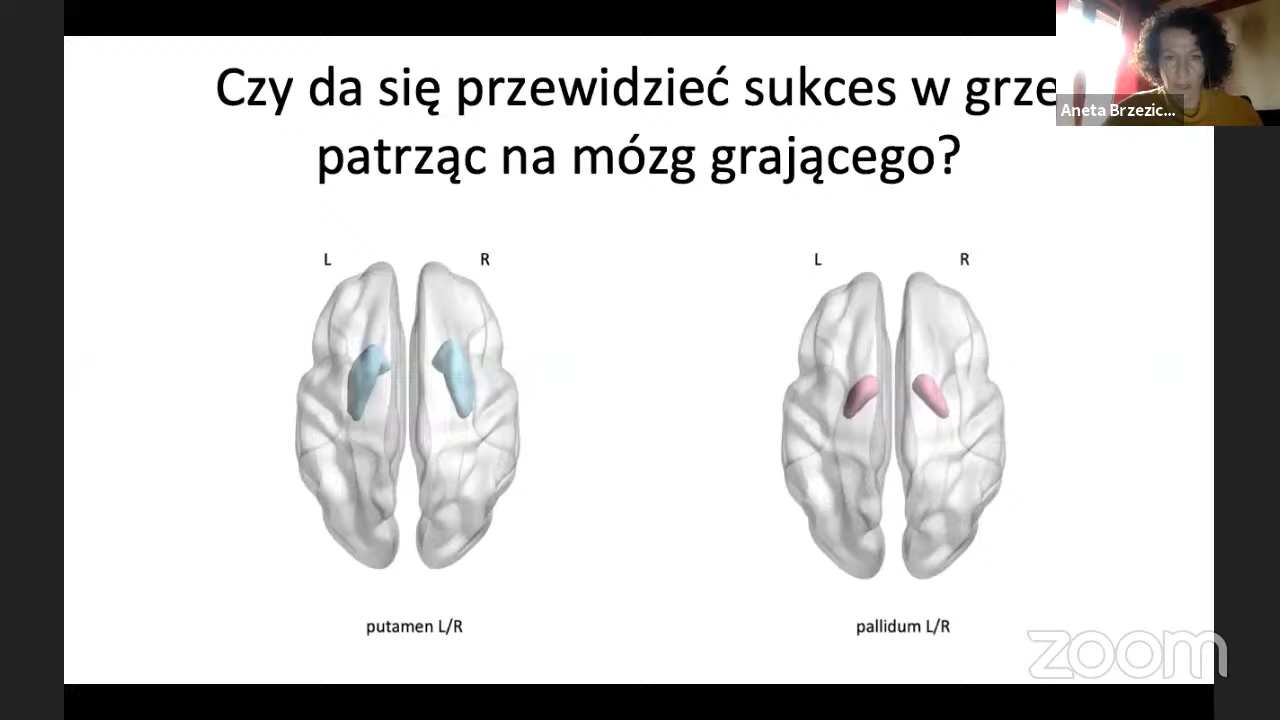 Czy da się przewidzieć sukces w grze
patrząc na mózg grającego?
Aneta Brzezic...
L
R
L
R
putamen L/R
pallidum L/R
zoom